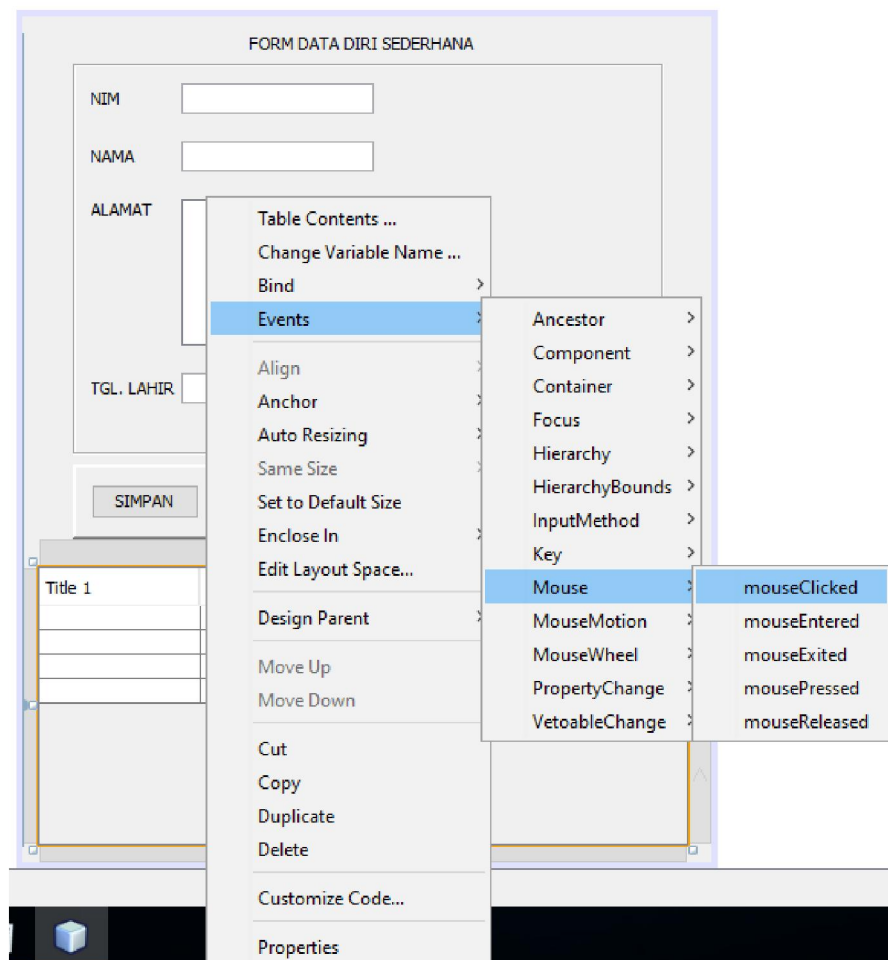 FORM DATA DIRI SEDERHANA
NIM
NAMA
ALAMAT
TGL. LAHIR
SIMPAN
Title 1
Table Contents ...
Change Variable Name ...
Bind
Events
Align
Anchor
Auto Resizing
Same Size
Set to Default Size
Enclose In
Edit Layout Space...
Design Parent
Move Up
Move Down
Cut
Copy
Duplicate
Delete
Customize Code...
Properties
Ancestor
Component
Container
Focus
Hierarchy
HierarchyBounds
InputMethod
Key
Mouse
MouseMotion
MouseWheel
PropertyChange
VetoableChange
mouseClicked
mouseEntered
mouseExited
mousePressed
mouseReleased